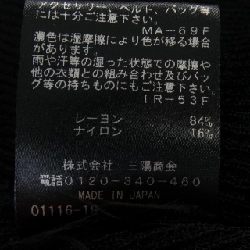 アクセサリー、ベルト、バッグ等
には十分ご注意下さい。
MA-69F
濃色は湿摩擦により色が移る場合
があります。
雨や汗等の湿った状態での摩擦や
他の衣類との組み合わせ及びバッ
グ等の持ちものにもご注意下さい。
IR-53F
レーヨン 84%
ナイロン 16%
株式会社 三陽商会
電話0120-340-460
MADE IN JAPAN
01116-19